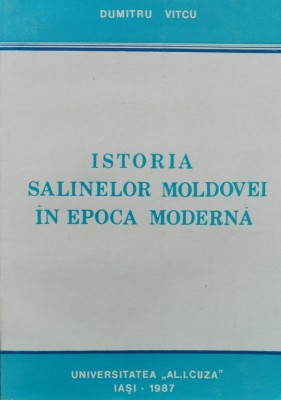 DUMITRU VITCU
ISTORIA
SALINELOR MOLDOVEI
ÎN EPOCA MODERNĂ
UNIVERSITATEA „AL.I.CUZA"
IAŞI - 1987